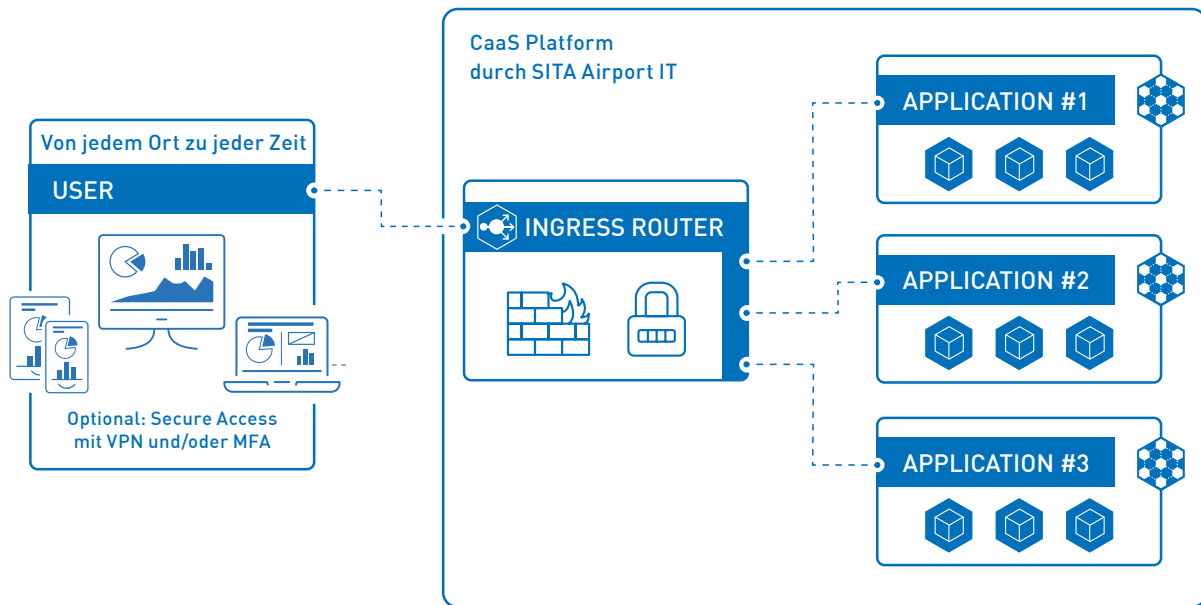 CaaS Platform
durch SITA Airport IT
Von jedem Ort zu jeder Zeit
USER
Optional: Secure Access
mit VPN und/oder MFA
INGRESS ROUTER
APPLICATION #1
APPLICATION #2
APPLICATION #3